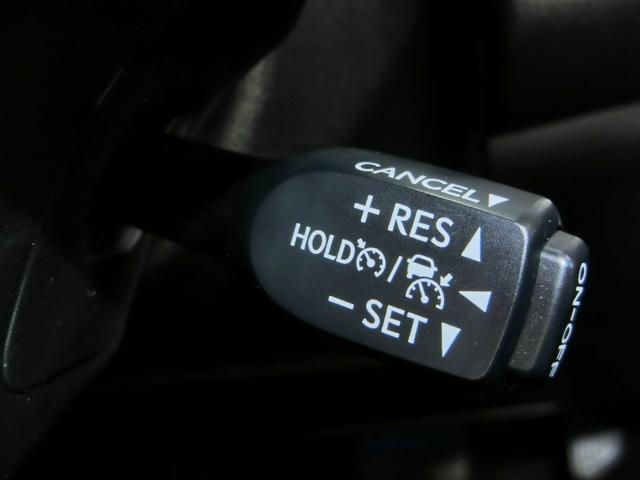 CANCEL▼
+ RES ▲
HOLD / ◀
− SET ▼
ON-OFF